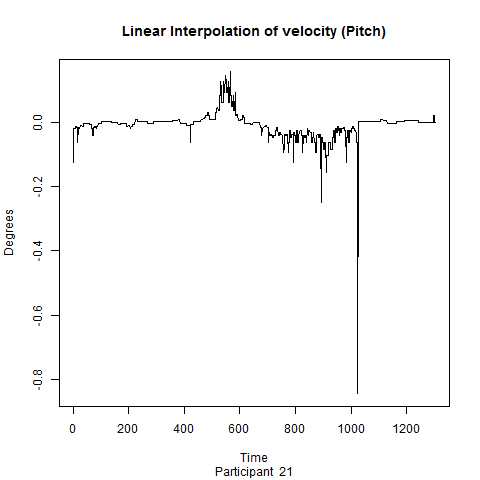 Linear Interpolation of velocity (Pitch)
Degrees
0.0
-0.2
-0.4
-0.6
-0.8
0 200 400 600 800 1000 1200
Time
Participant 21